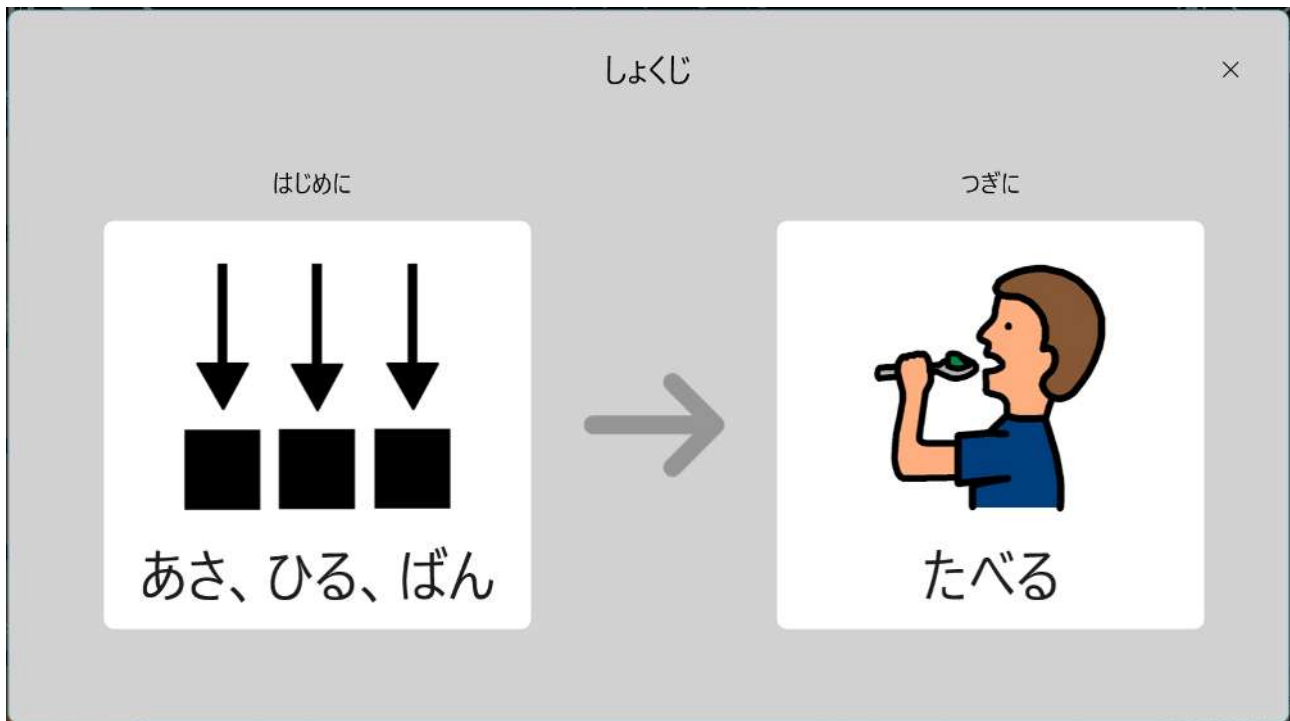 しょくじ
×
はじめに
つぎに
あさ、ひる、ばん
たべる